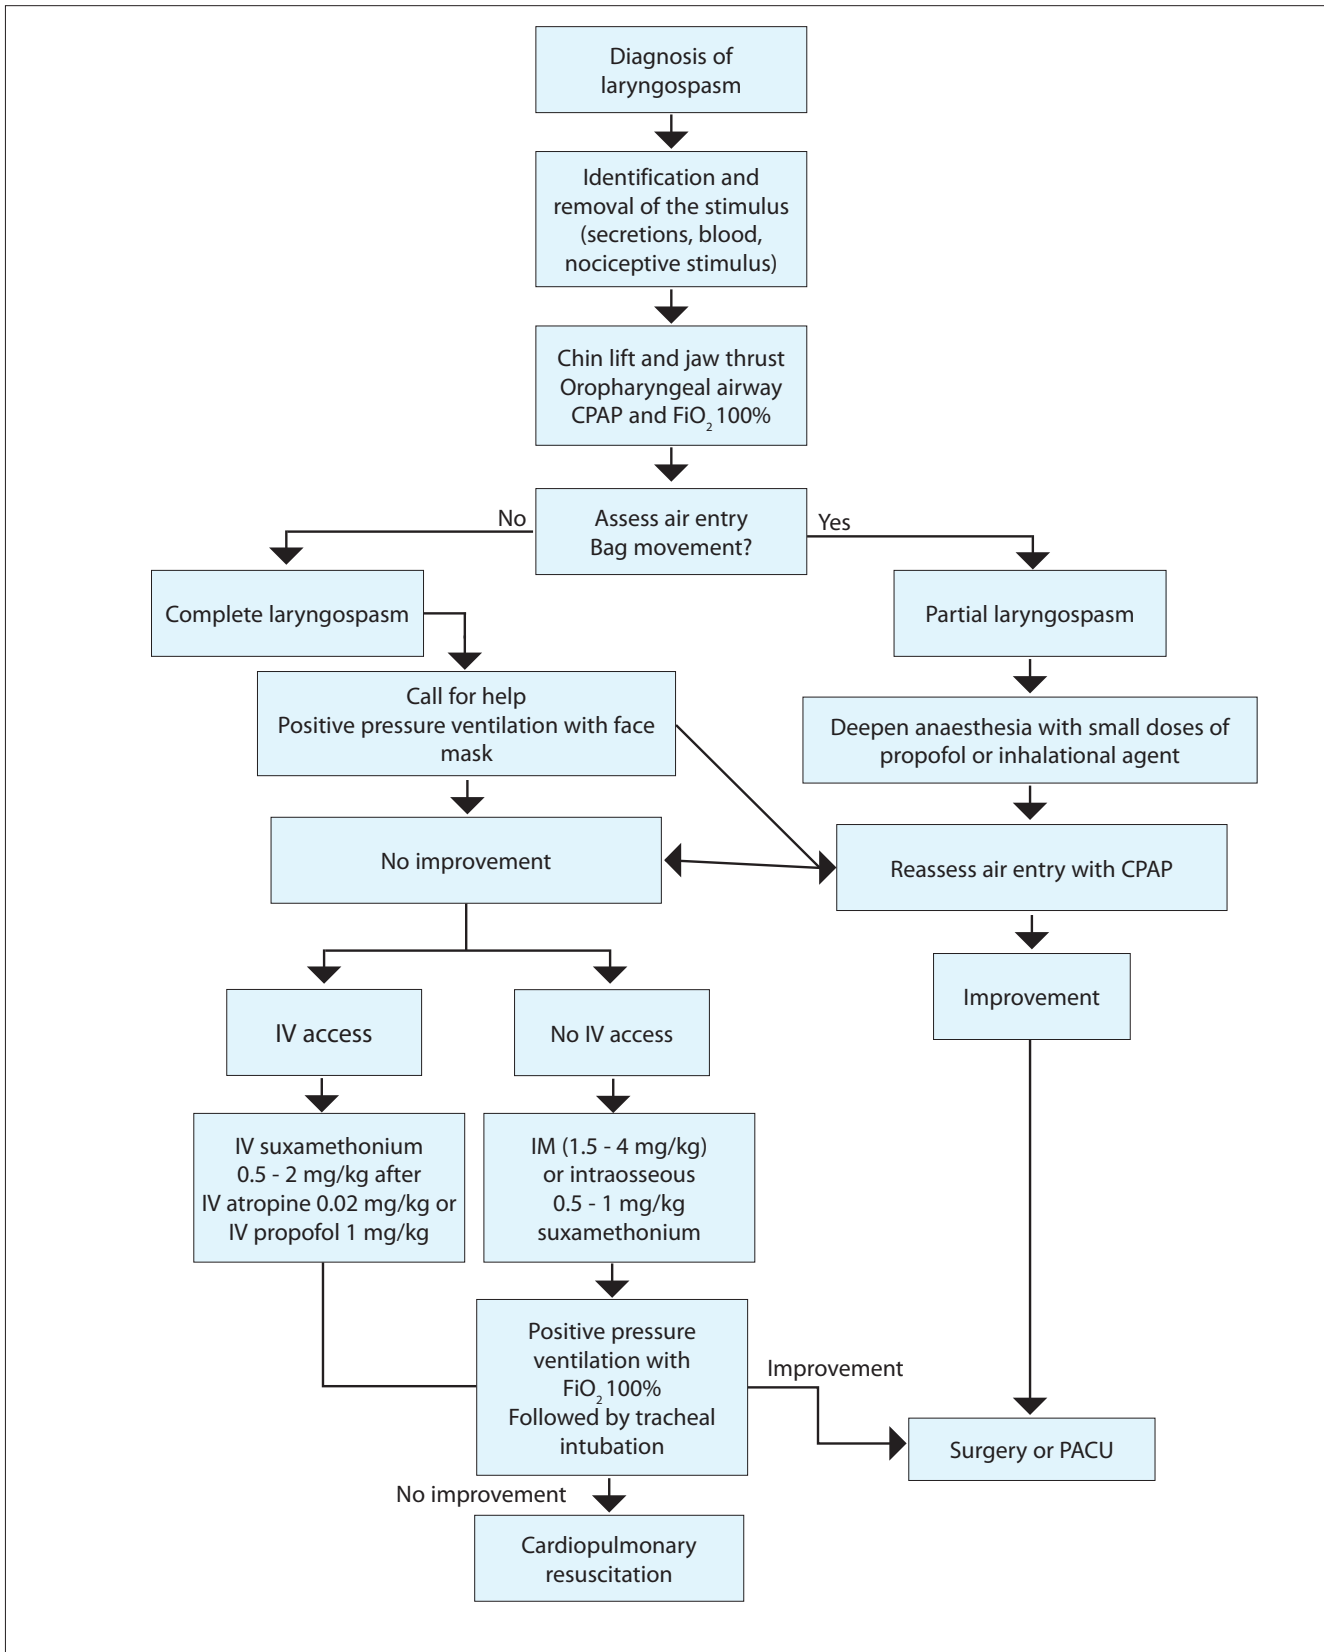 Diagnosis of
laryngospasm
Identification and
removal of the stimulus
(secretions, blood,
nociceptive stimulus)
Chin lift and jaw thrust
Oropharyngeal airway
CPAP and FiO₂ 100%
Assess air entry
Bag movement?
No
Yes
Complete laryngospasm
Partial laryngospasm
Call for help
Positive pressure ventilation with face
mask
Deepen anaesthesia with small doses of
propofol or inhalational agent
No improvement
Reassess air entry with CPAP
IV access
No IV access
Improvement
IV suxamethonium
0.5 - 2 mg/kg after
IV atropine 0.02 mg/kg or
IV propofol 1 mg/kg
IM (1.5 - 4 mg/kg)
or intraosseous
0.5 - 1 mg/kg
suxamethonium
Positive pressure
ventilation with
FiO₂ 100%
Followed by tracheal
intubation
Improvement
Surgery or PACU
No improvement
Cardiopulmonary
resuscitation